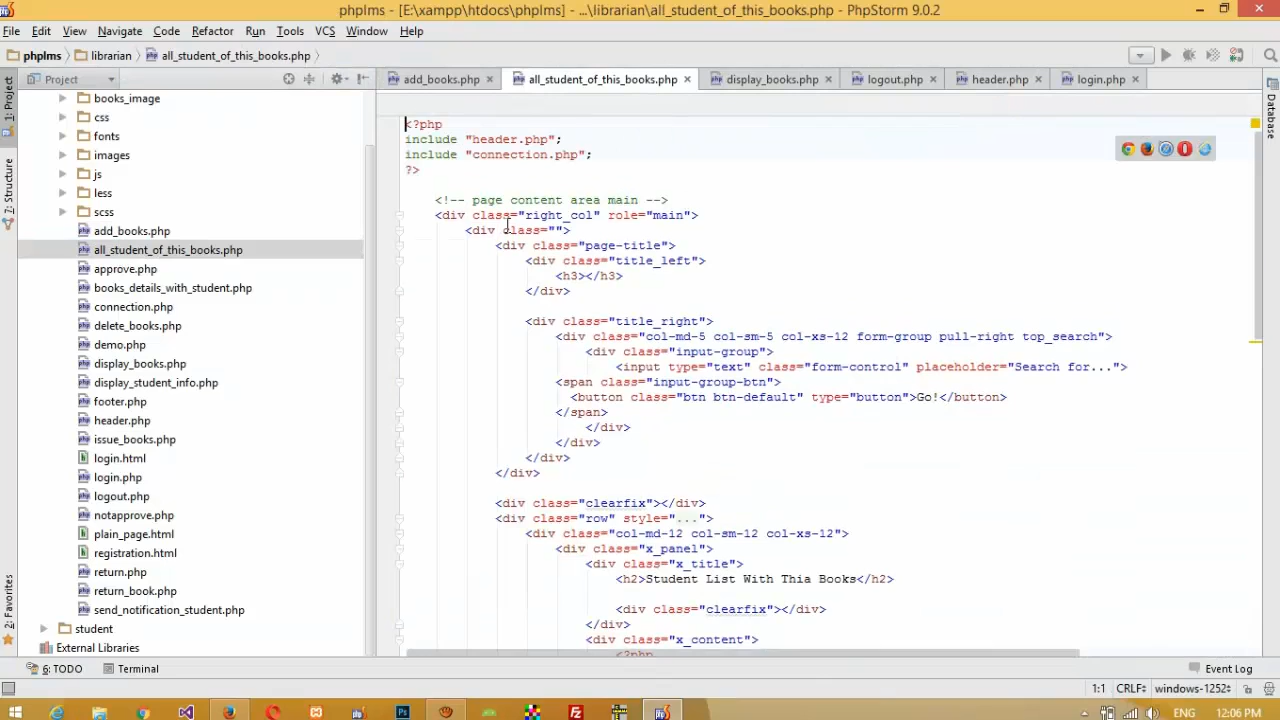 phplms - [E:\xampp\htdocs\phplms] - ...\librarian\all_student_of_this_books.php - PhpStorm 9.0.2
File Edit View Navigate Code Refactor Run Tools VCS Window Help
phplms librarian all_student_of_this_books.php
Project
add_books.php all_student_of_this_books.php display_books.php logout.php header.php login.php
1: Project
7: Structure
2: Favorites
books_image
css
fonts
images
js
less
scss
add_books.php
all_student_of_this_books.php
approve.php
books_details_with_student.php
connection.php
delete_books.php
demo.php
display_books.php
display_student_info.php
footer.php
header.php
issue_books.php
login.html
login.php
logout.php
notapprove.php
plain_page.html
registration.html
return.php
return_book.php
send_notification_student.php
student
External Libraries
<?php
include "header.php";
include "connection.php";
?>
<!-- page content area main -->
<div class="right_col" role="main">
<div class="">
<div class="page-title">
<div class="title_left">
<h3></h3>
</div>
<div class="title_right">
<div class="col-md-5 col-sm-5 col-xs-12 form-group pull-right top_search">
<div class="input-group">
<input type="text" class="form-control" placeholder="Search for...">
<span class="input-group-btn">
<button class="btn btn-default" type="button">Go!</button>
</span>
</div>
</div>
</div>
</div>
<div class="clearfix"></div>
<div class="row" style="...">
<div class="col-md-12 col-sm-12 col-xs-12">
<div class="x_panel">
<div class="x_title">
<h2>Student List With Thia Books</h2>
<div class="clearfix"></div>
</div>
<div class="x_content">
<?php
Database
6: TODO Terminal Event Log
1:1 CRLF windows-1252
ENG 12:06 PM